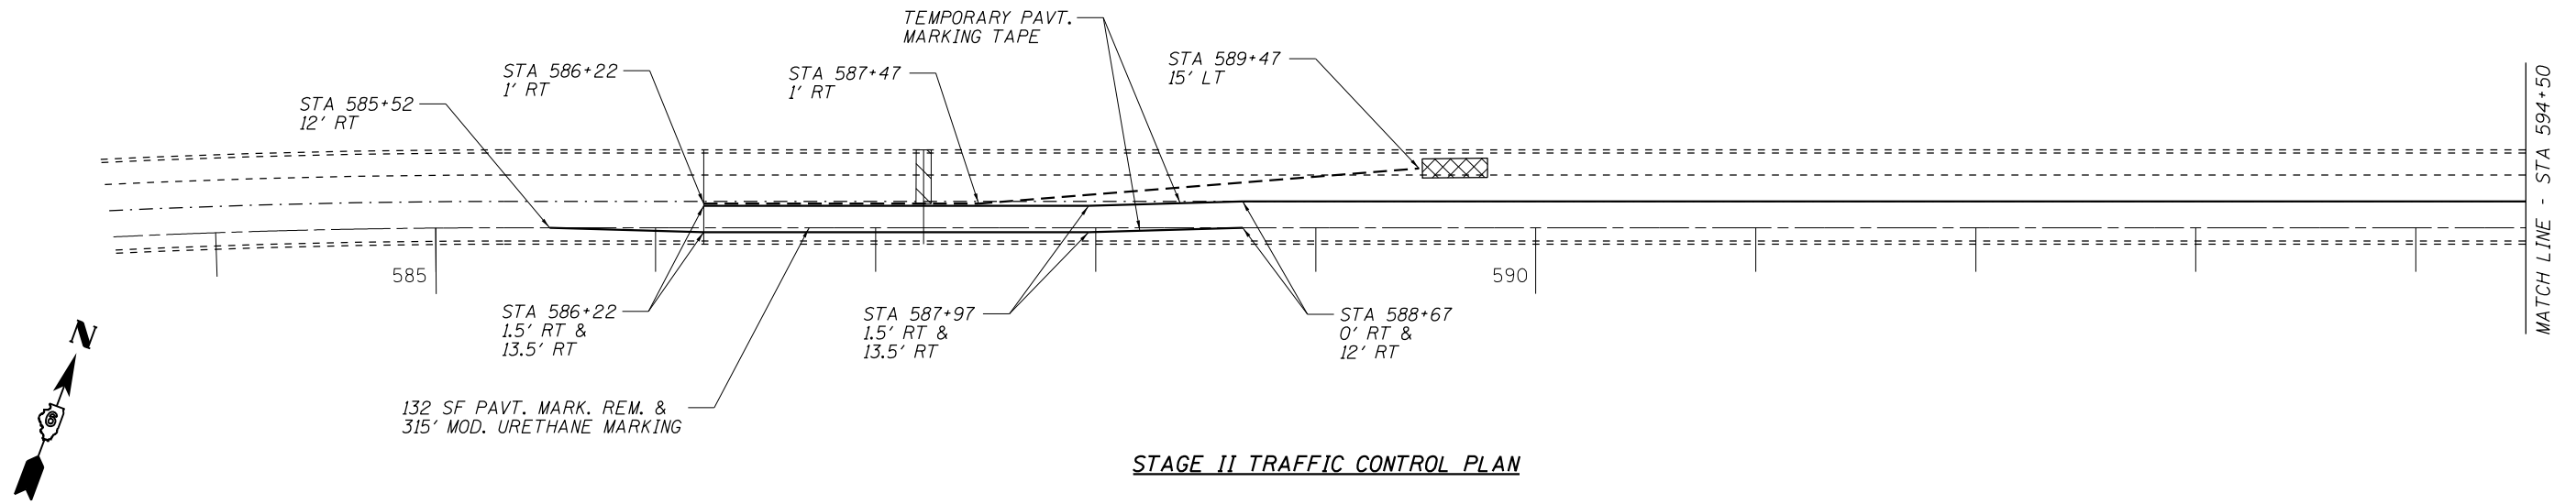 TEMPORARY PAVT.
MARKING TAPE
STA 586+22
1' RT
STA 587+47
1' RT
STA 589+47
15' LT
STA 585+52
12' RT
MATCH LINE - STA 594+50
585
590
STA 586+22
1.5' RT &
13.5' RT
STA 587+97
1.5' RT &
13.5' RT
STA 588+67
0' RT &
12' RT
N
132 SF PAVT. MARK. REM. &
315' MOD. URETHANE MARKING
STAGE II TRAFFIC CONTROL PLAN